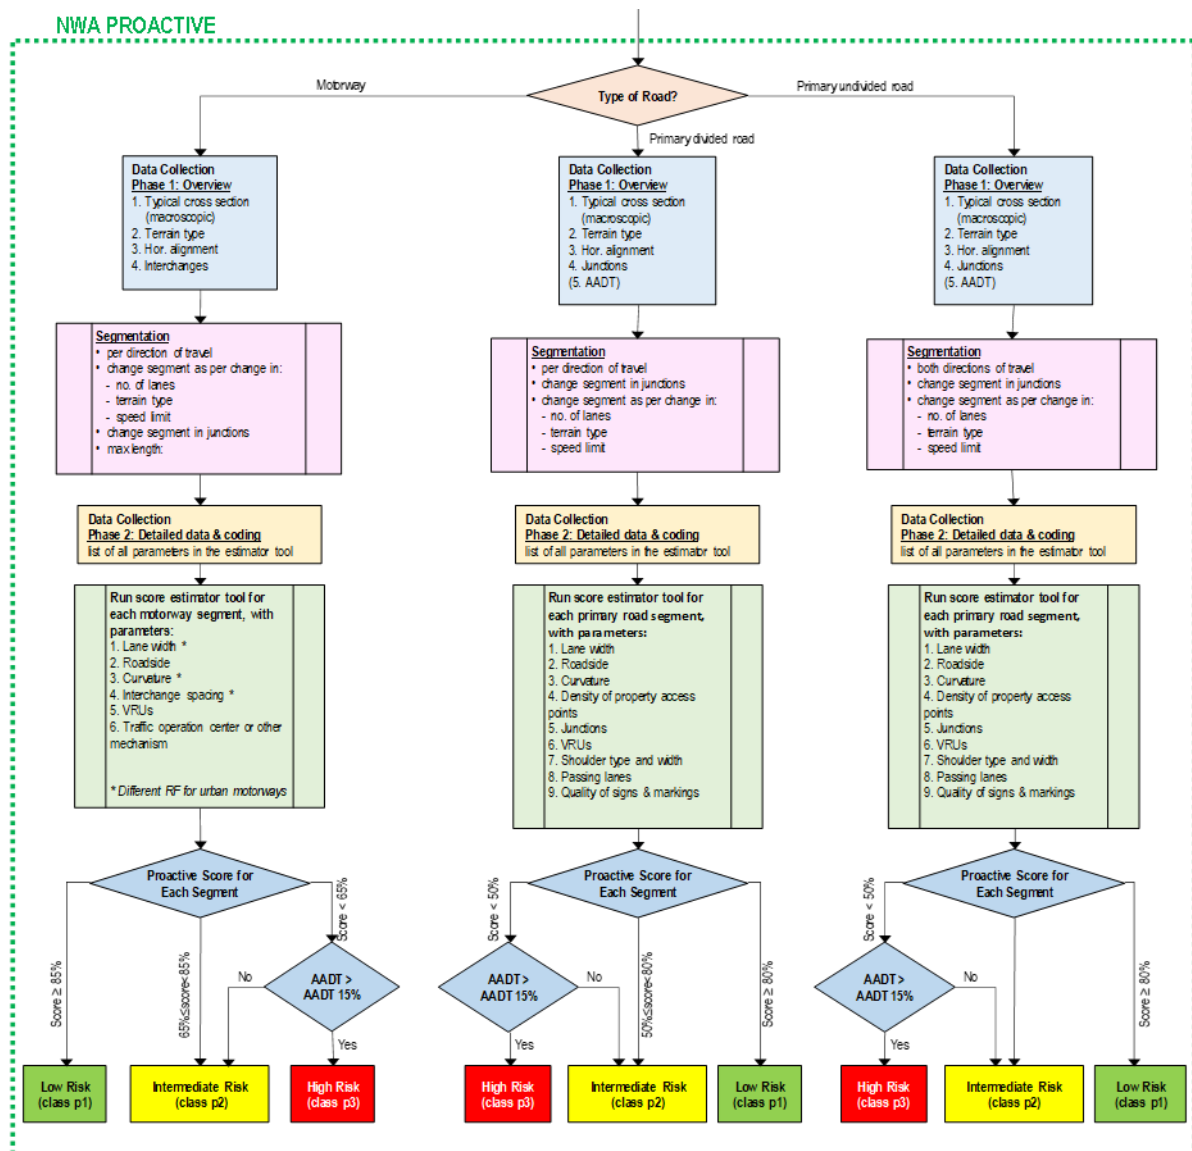 NWA PROACTIVE
Type of Road?
Motorway
Primary divided road
Primary undivided road
Data Collection
Phase 1: Overview
1. Typical cross section
(macroscopic)
2. Terrain type
3. Hor. alignment
4. Interchanges
Segmentation
• per direction of travel
• change segment as per change in:
- no. of lanes
- terrain type
- speed limit
• change segment in junctions
• max length:
Data Collection
Phase 2: Detailed data & coding
list of all parameters in the estimator tool
Run score estimator tool for
each motorway segment, with
parameters:
1. Lane width *
2. Roadside
3. Curvature *
4. Interchange spacing *
5. VRUs
6. Traffic operation center or other
mechanism
* Different RF for urban motorways
Proactive Score for
Each Segment
Score ≥ 85%
65%≤score<85%
Score < 65%
AADT >
AADT 15%
No
Yes
Low Risk
(class p1)
Intermediate Risk
(class p2)
High Risk
(class p3)
Data Collection
Phase 1: Overview
1. Typical cross section
(macroscopic)
2. Terrain type
3. Hor. alignment
4. Junctions
(5. AADT)
Segmentation
• per direction of travel
• change segment in junctions
• change segment as per change in:
- no. of lanes
- terrain type
- speed limit
Data Collection
Phase 2: Detailed data & coding
list of all parameters in the estimator tool
Run score estimator tool for
each primary road segment,
with parameters:
1. Lane width
2. Roadside
3. Curvature
4. Density of property access
points
5. Junctions
6. VRUs
7. Shoulder type and width
8. Passing lanes
9. Quality of signs & markings
Proactive Score for
Each Segment
Score < 50%
50%≤score<80%
Score ≥ 80%
AADT >
AADT 15%
No
Yes
High Risk
(class p3)
Intermediate Risk
(class p2)
Low Risk
(class p1)
Data Collection
Phase 1: Overview
1. Typical cross section
(macroscopic)
2. Terrain type
3. Hor. alignment
4. Junctions
(5. AADT)
Segmentation
• both directions of travel
• change segment in junctions
• change segment as per change in:
- no. of lanes
- terrain type
- speed limit
Data Collection
Phase 2: Detailed data & coding
list of all parameters in the estimator tool
Run score estimator tool for
each primary road segment,
with parameters:
1. Lane width
2. Roadside
3. Curvature
4. Density of property access
points
5. Junctions
6. VRUs
7. Shoulder type and width
8. Passing lanes
9. Quality of signs & markings
Proactive Score for
Each Segment
Score < 50%
Score ≥ 80%
AADT >
AADT 15%
No
Yes
High Risk
(class p3)
Intermediate Risk
(class p2)
Low Risk
(class p1)